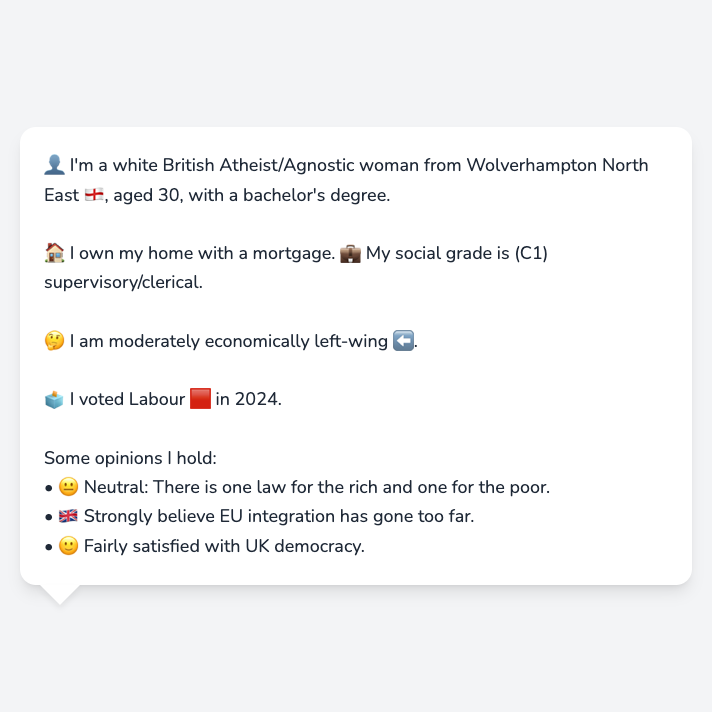 👤 I'm a white British Atheist/Agnostic woman from Wolverhampton North
East 🏴󠁧󠁢󠁥󠁮󠁧󠁿, aged 30, with a bachelor's degree.
🏠 I own my home with a mortgage. 💼 My social grade is (C1)
supervisory/clerical.
🤔 I am moderately economically left-wing ⬅️.
🗳️ I voted Labour 🟥 in 2024.
Some opinions I hold:
• 😐 Neutral: There is one law for the rich and one for the poor.
• 🇬🇧 Strongly believe EU integration has gone too far.
• 🙂 Fairly satisfied with UK democracy.